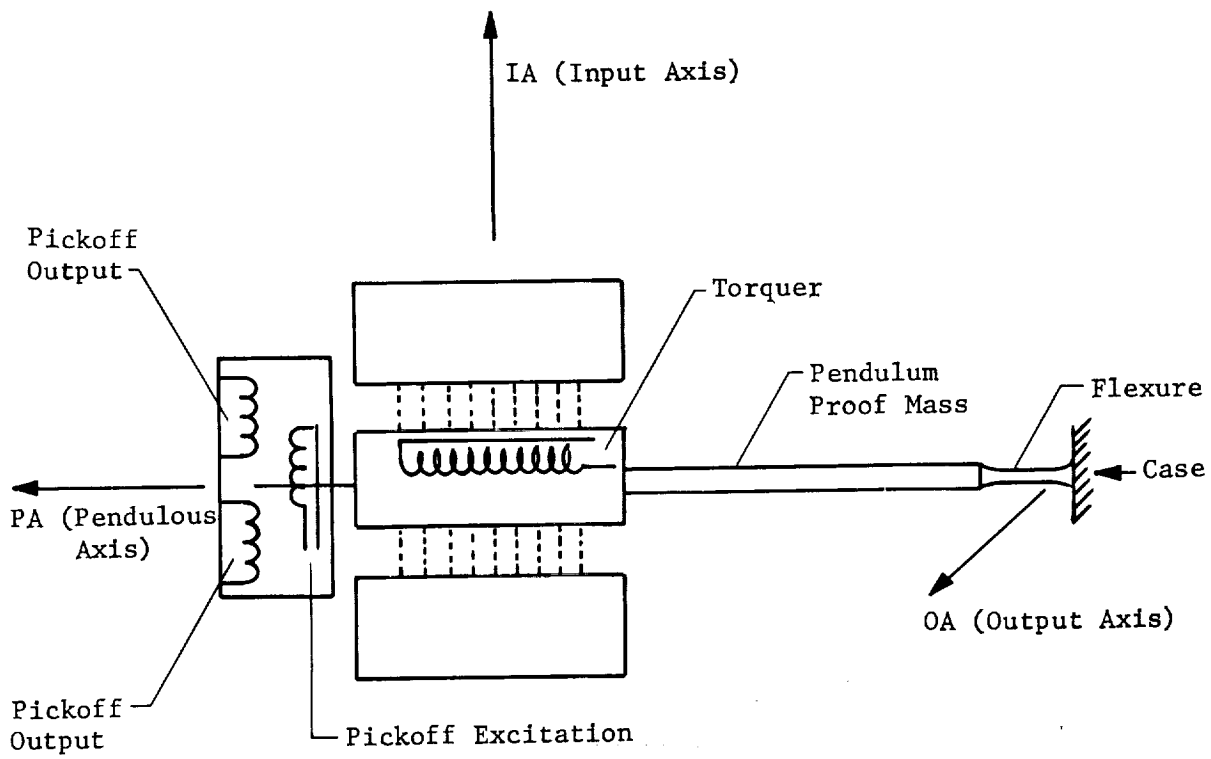 IA (Input Axis)
Pickoff
Output
Torquer
Pendulum
Proof Mass
Flexure
Case
PA (Pendulous
Axis)
OA (Output Axis)
Pickoff
Output
Pickoff Excitation